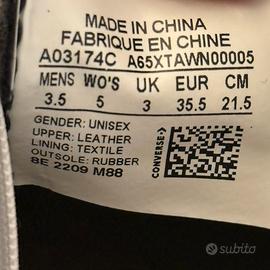 MADE IN CHINA
FABRIQUE EN CHINE
A03174C A65XTAWN00005
MENS WO'S UK EUR CM
3.5 5 3 35.5 21.5
GENDER: UNISEX
UPPER: LEATHER
LINING: TEXTILE
OUTSOLE: RUBBER
8E 2209 M88
CONVERSE.COM
subito